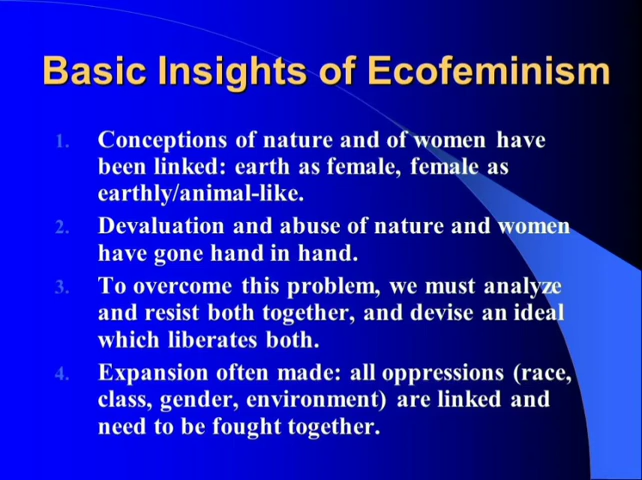 Basic Insights of Ecofeminism
1. Conceptions of nature and of women have
been linked: earth as female, female as
earthly/animal-like.
2. Devaluation and abuse of nature and women
have gone hand in hand.
3. To overcome this problem, we must analyze
and resist both together, and devise an ideal
which liberates both.
4. Expansion often made: all oppressions (race,
class, gender, environment) are linked and
need to be fought together.